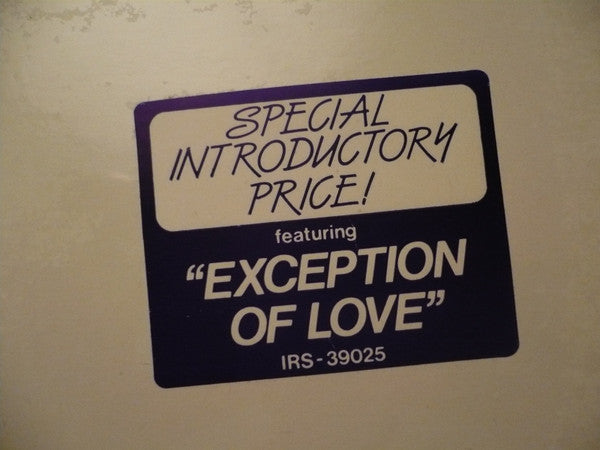 SPECIAL
INTRODUCTORY
PRICE!
featuring
“EXCEPTION
OF LOVE”
IRS-39025